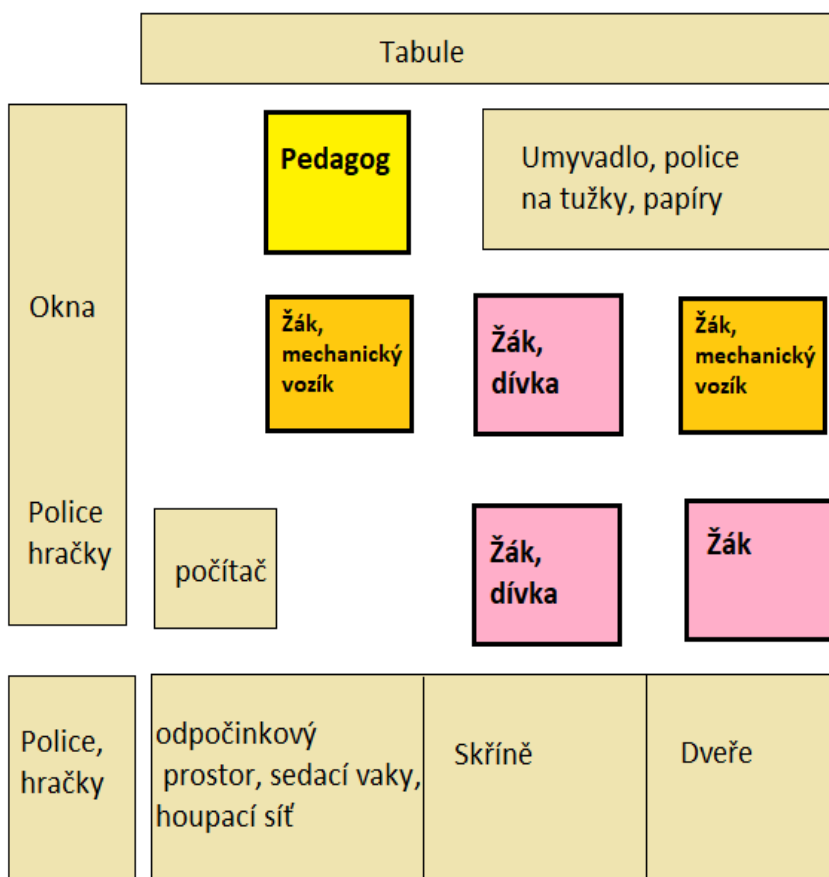 Tabule
Pedagog
Umyvadlo, police
na tužky, papíry
Okna
Žák,
mechanický
vozík
Žák,
dívka
Žák,
mechanický
vozík
Police
hračky
počítač
Žák,
dívka
Žák
Police,
hračky
odpočinkový
prostor, sedací vaky,
houpací síť
Skříně
Dveře